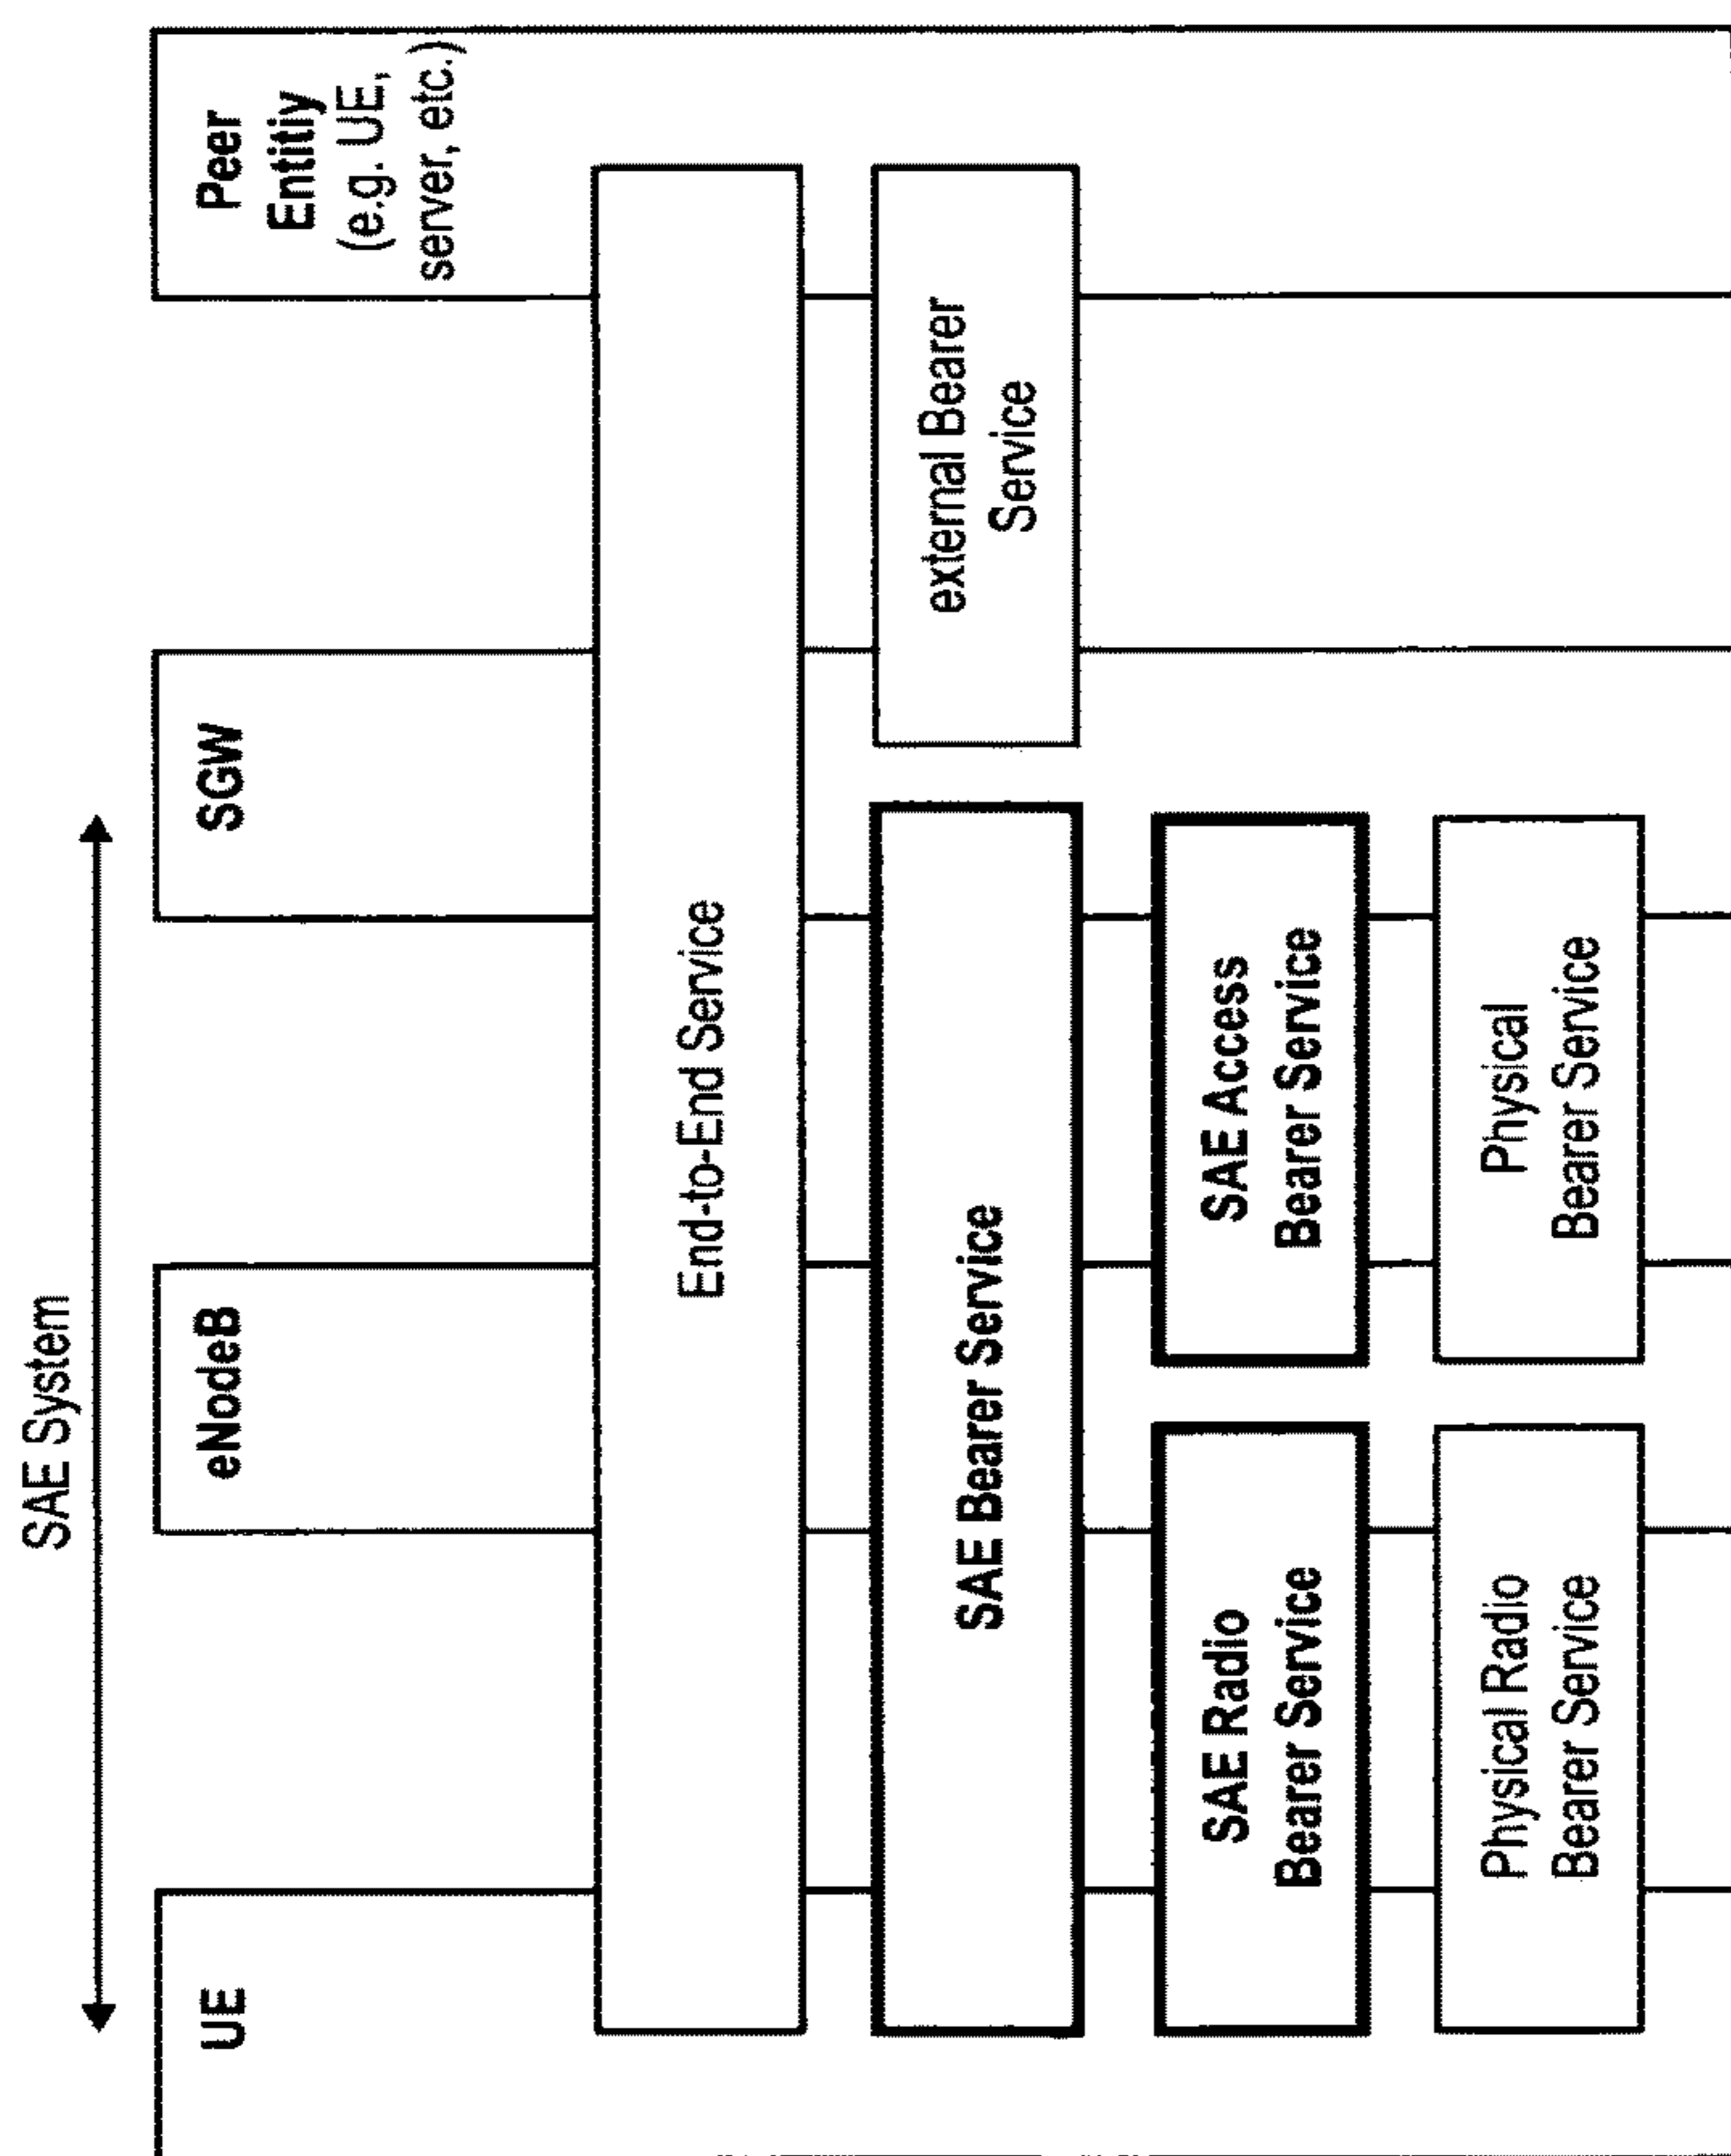 SAE System
UE
eNodeB
SGW
Peer
Entitiy
(e.g. UE,
server, etc.)
End-to-End Service
SAE Bearer Service
external Bearer
Service
SAE Radio
Bearer Service
SAE Access
Bearer Service
Physical Radio
Bearer Service
Physical
Bearer Service